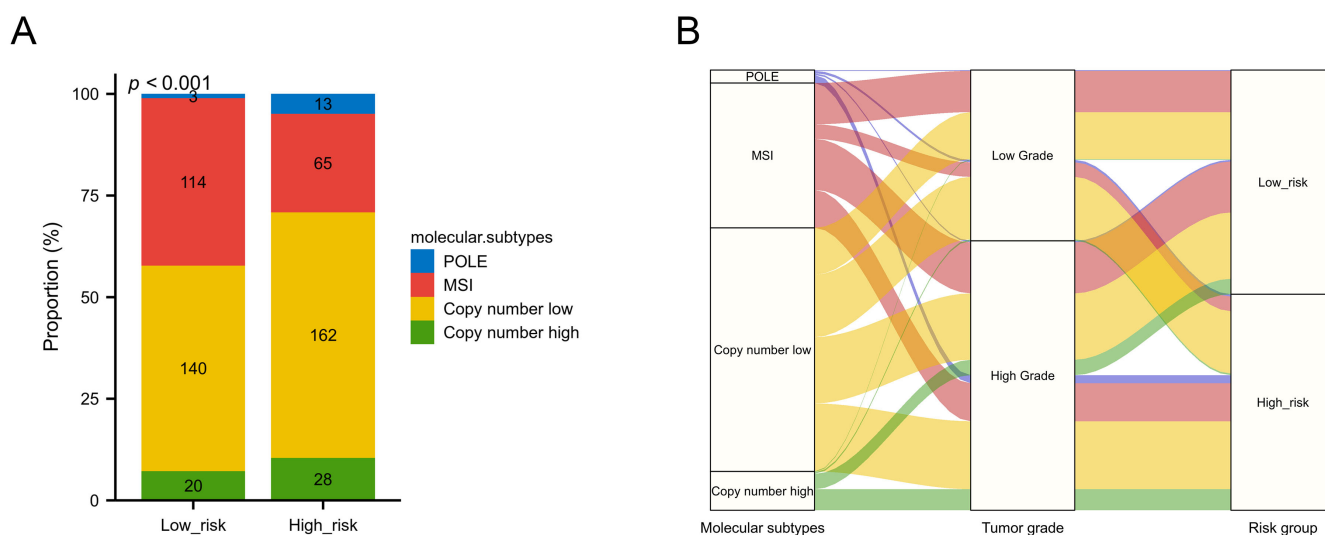 A
p < 0.001
Proportion (%)
100
75
50
25
0
3
114
140
20
13
65
162
28
Low_risk
High_risk
molecular.subtypes
POLE
MSI
Copy number low
Copy number high
B
POLE
MSI
Copy number low
Copy number high
Low Grade
High Grade
Low_risk
High_risk
Molecular subtypes
Tumor grade
Risk group